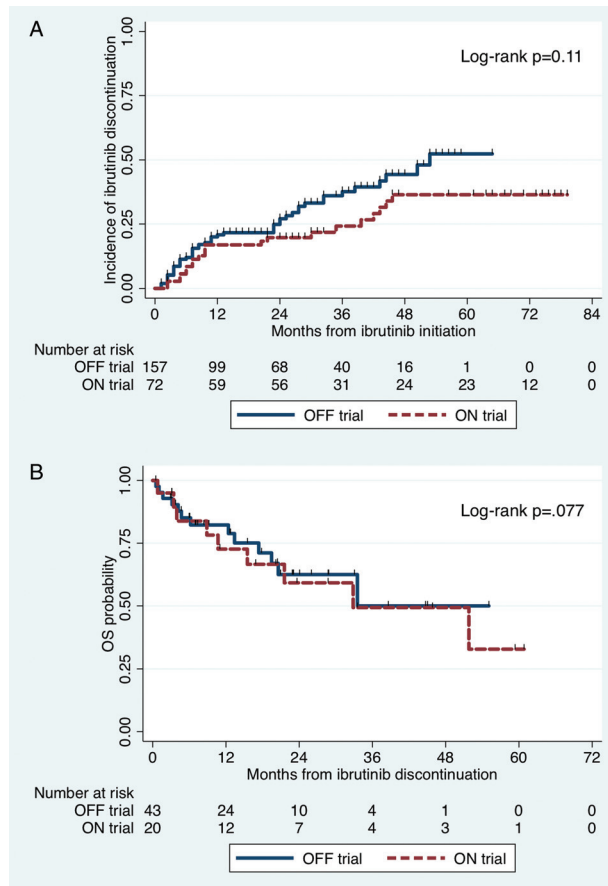 A
Log-rank p=0.11
Incidence of ibrutinib discontinuation
1.00
0.75
0.50
0.25
0.00
0 12 24 36 48 60 72 84
Months from ibrutinib initiation
Number at risk
OFF trial 157 99 68 40 16 1 0 0
ON trial 72 59 56 31 24 23 12 0
OFF trial ON trial
B
Log-rank p=.077
OS probability
1.00
0.75
0.50
0.25
0.00
0 12 24 36 48 60 72
Months from ibrutinib discontinuation
Number at risk
OFF trial 43 24 10 4 1 0 0
ON trial 20 12 7 4 3 1 0
OFF trial ON trial